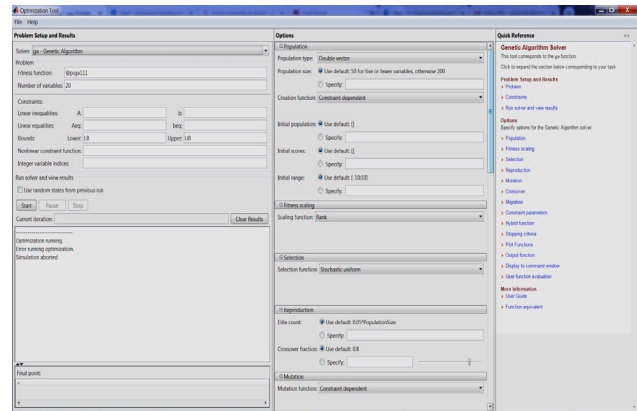 Optimization Tool
File Help
Problem Setup and Results
Solver: ga - Genetic Algorithm
Problem
Fitness function: @piga111
Number of variables: 20
Constraints:
Linear inequalities: A: b:
Linear equalities: Aeq: beq:
Bounds: Lower: LB Upper: UB
Nonlinear constraint function:
Integer variable indices:
Run solver and view results
Use random states from previous run
Start Pause Stop
Current iteration: Clear Results
Optimization running.
Error running optimization.
Simulation aborted
Final point:
Options
Population
Population type: Double vector
Population size: Use default: 50 for five or fewer variables, otherwise 200
Specify:
Creation function: Constraint dependent
Initial population: Use default: []
Specify:
Initial scores: Use default: []
Specify:
Initial range: Use default: [-10;10]
Specify:
Fitness scaling
Scaling function: Rank
Selection
Selection function: Stochastic uniform
Reproduction
Elite count: Use default: 0.05*PopulationSize
Specify:
Crossover fraction: Use default: 0.8
Specify:
Mutation
Mutation function: Constraint dependent
Quick Reference
Genetic Algorithm Solver
This tool corresponds to the ga function.
Click to expand the section below corresponding to your task.
Problem Setup and Results
Problem
Constraints
Run solver and view results
Options
Specify options for the Genetic Algorithm solver.
Population
Fitness scaling
Selection
Reproduction
Mutation
Crossover
Migration
Constraint parameters
Hybrid function
Stopping criteria
Plot Functions
Output function
Display to command window
User function evaluation
More Information
User Guide
Function equivalent